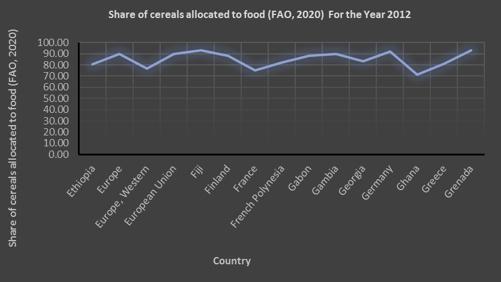 Share of cereals allocated to food (FAO, 2020) For the Year 2012
Share of cereals allocated to food (FAO, 2020)
100.00
90.00
80.00
70.00
60.00
50.00
40.00
30.00
20.00
10.00
0.00
Ethiopia
Europe
Europe, Western
European Union
Fiji
Finland
France
French Polynesia
Gabon
Gambia
Georgia
Germany
Ghana
Greece
Grenada
Country